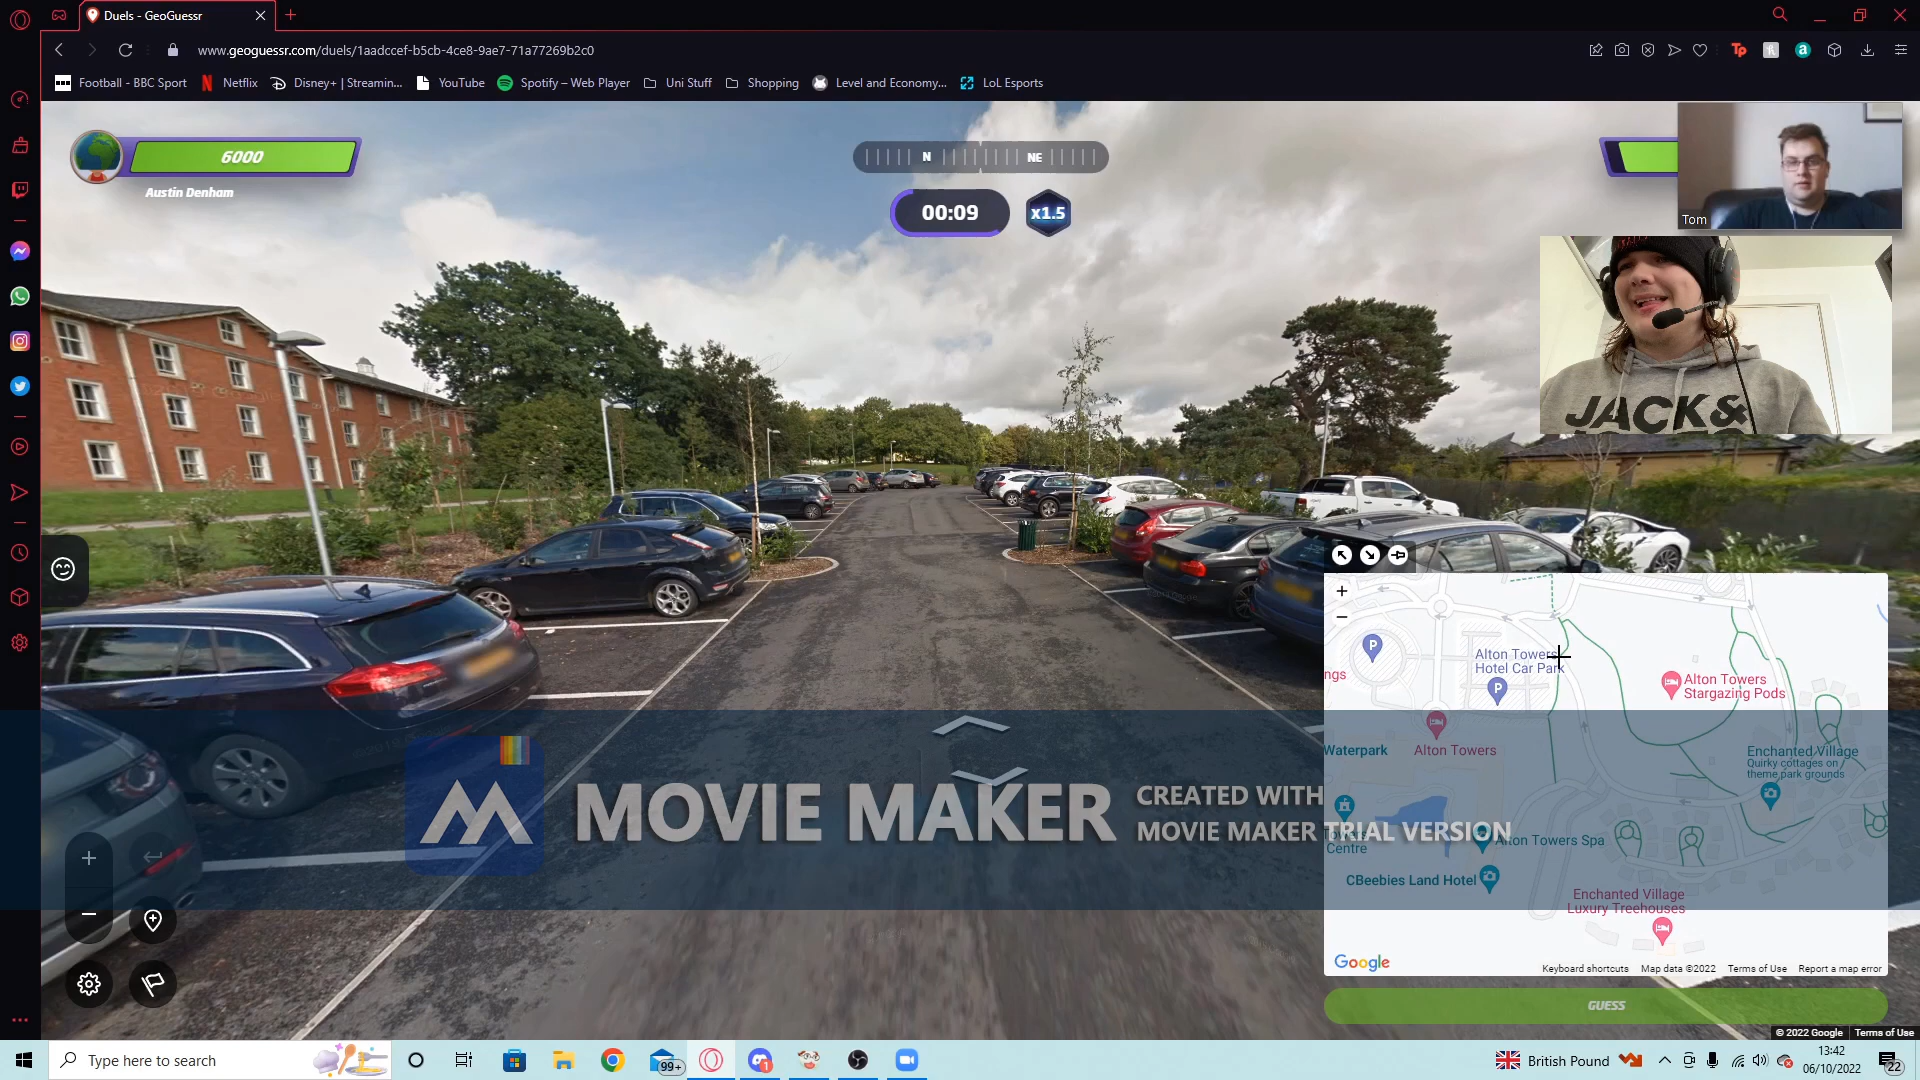 Duels - GeoGuessr
www.geoguessr.com/duels/1aadccef-b5cb-4ce8-9ae7-71a77269b2c0
Football - BBC Sport
Netflix
Disney+ | Streamin...
YouTube
Spotify – Web Player
Uni Stuff
Shopping
Level and Economy...
LoL Esports
6000
Austin Denham
N
NE
00:09
x1.5
Tom
JACK&
Alton Towers
Hotel Car Park
ngs
Alton Towers
Stargazing Pods
Waterpark
Alton Towers
Enchanted Village
Quirky cottages on
theme park grounds
MOVIE MAKER
CREATED WITH
MOVIE MAKER TRIAL VERSION
Centre
Alton Towers Spa
CBeebies Land Hotel
Enchanted Village
Luxury Treehouses
Google
Keyboard shortcuts
Map data ©2022
Terms of Use
Report a map error
GUESS
© 2022 Google
Terms of Use
Type here to search
99+
1
British Pound
13:42
06/10/2022
22